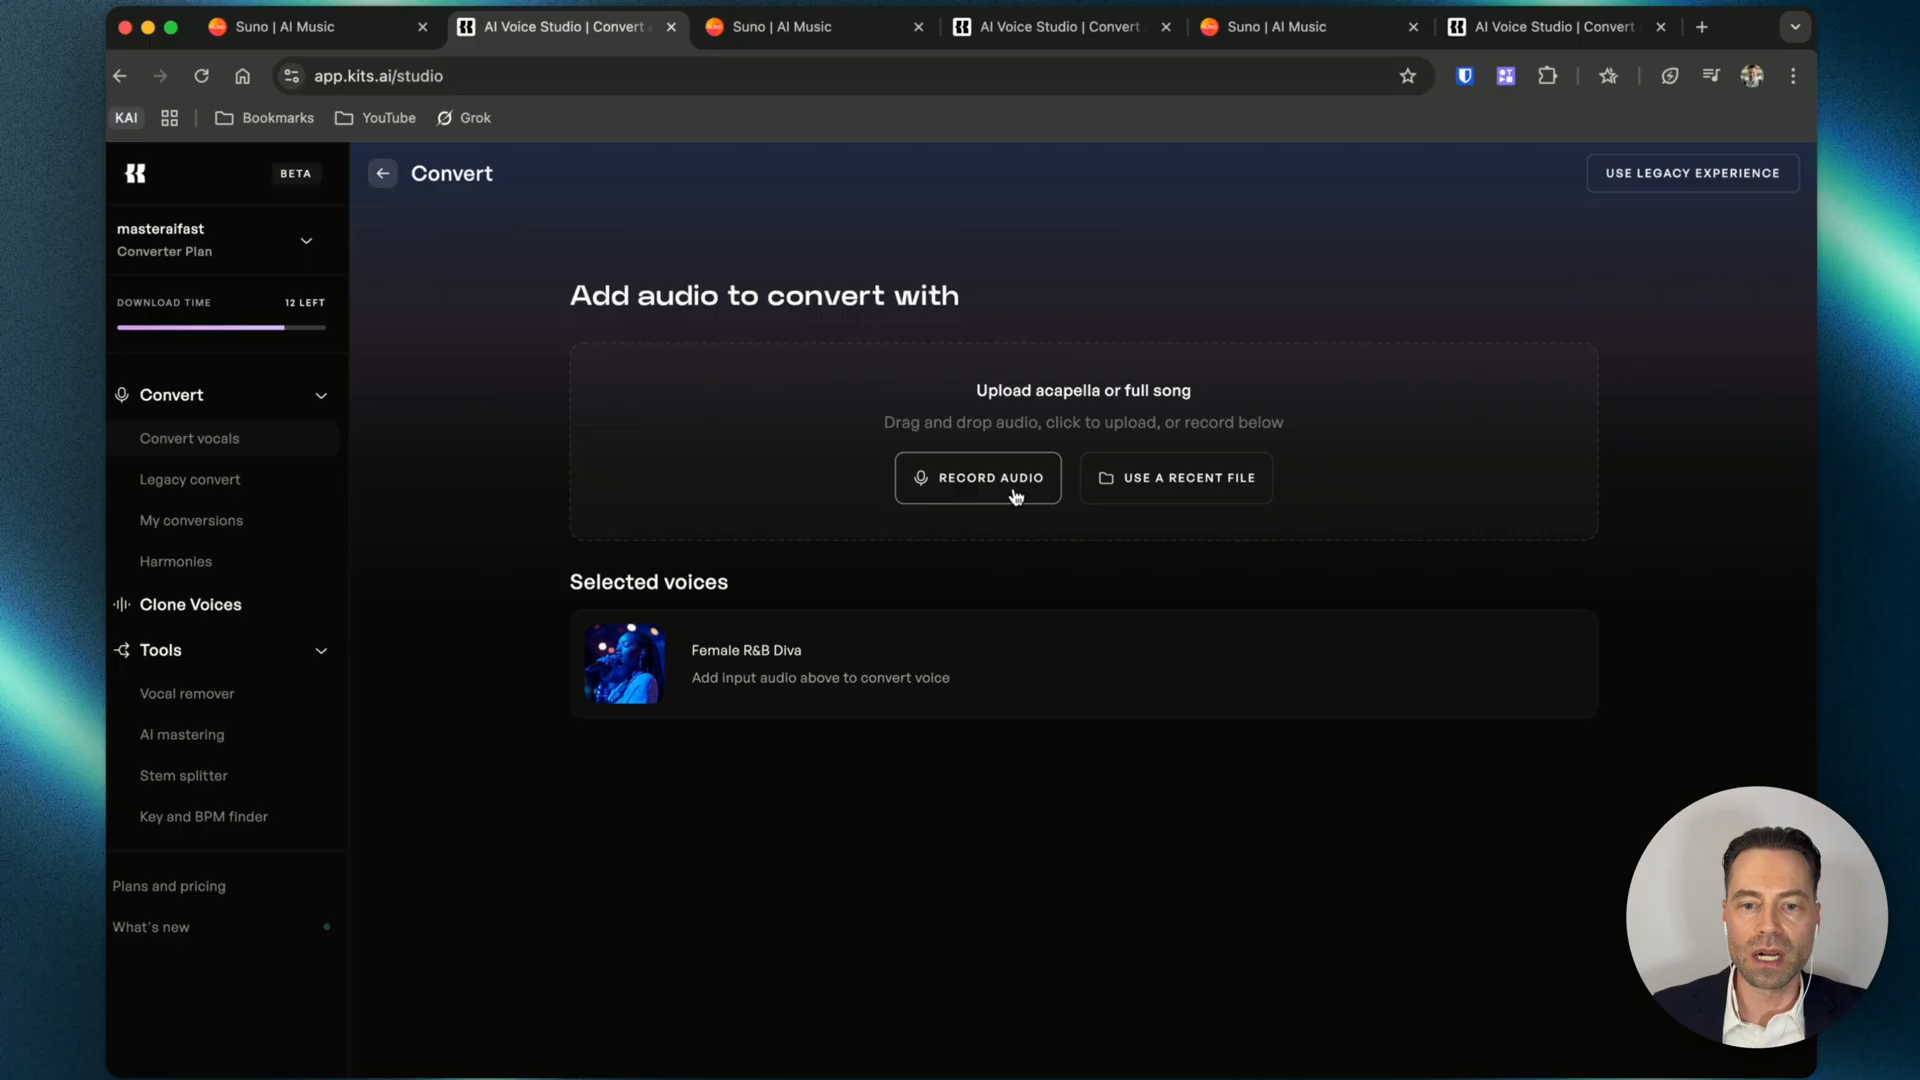 Suno | AI Music
AI Voice Studio | Convert
Suno | AI Music
AI Voice Studio | Convert
Suno | AI Music
AI Voice Studio | Convert
app.kits.ai/studio
KAI
Bookmarks
YouTube
Grok
BETA
Convert
USE LEGACY EXPERIENCE
masteraifast
Converter Plan
DOWNLOAD TIME
12 LEFT
Convert
Convert vocals
Legacy convert
My conversions
Harmonies
Clone Voices
Tools
Vocal remover
AI mastering
Stem splitter
Key and BPM finder
Plans and pricing
What's new
Add audio to convert with
Upload acapella or full song
Drag and drop audio, click to upload, or record below
RECORD AUDIO
USE A RECENT FILE
Selected voices
Female R&B Diva
Add input audio above to convert voice